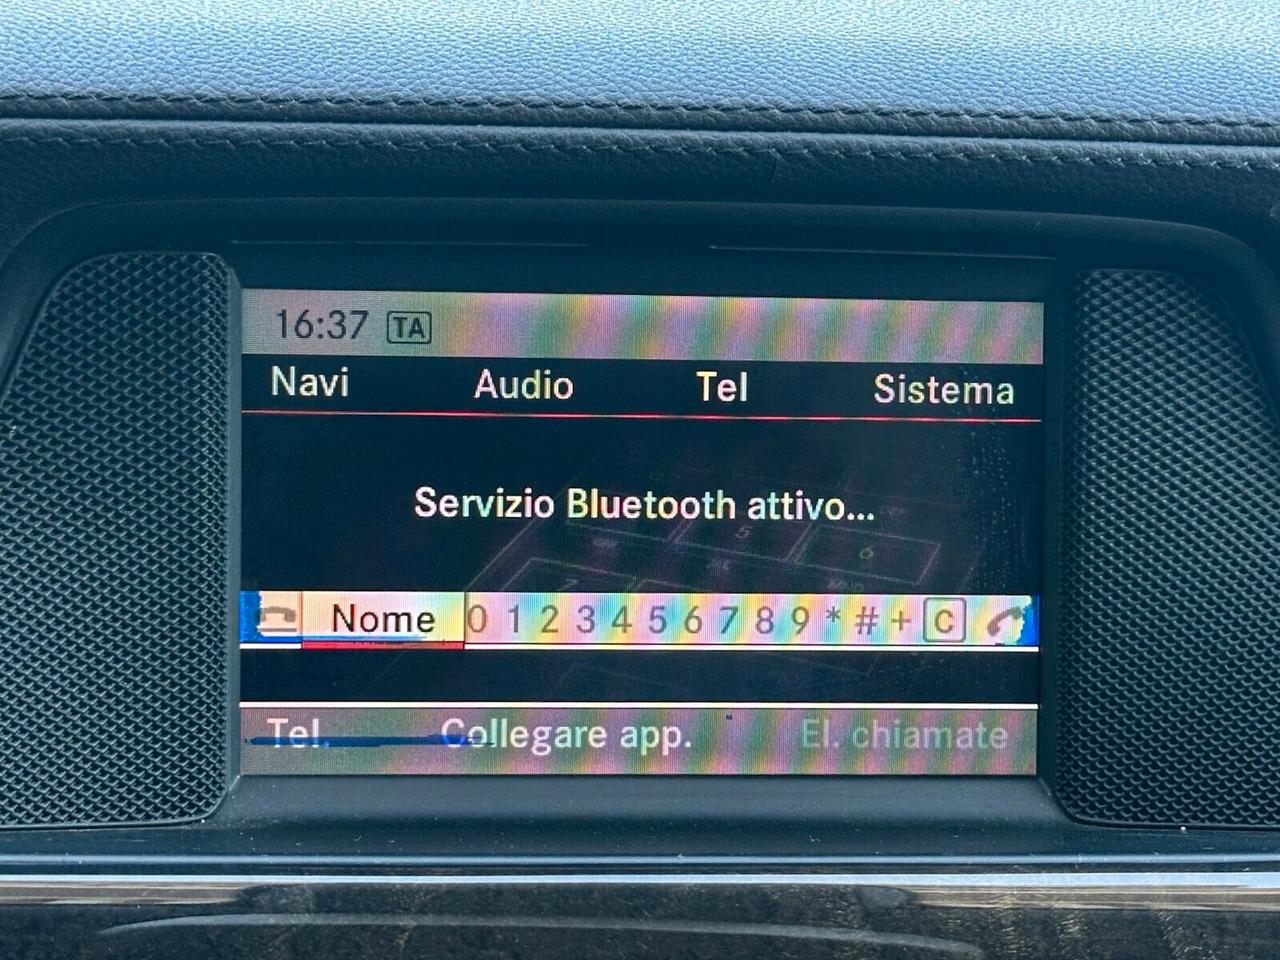 16:37 TA
Navi Audio Tel Sistema
Servizio Bluetooth attivo...
Nome 0 1 2 3 4 5 6 7 8 9 * # + C
Tel. Collegare app. El. chiamate